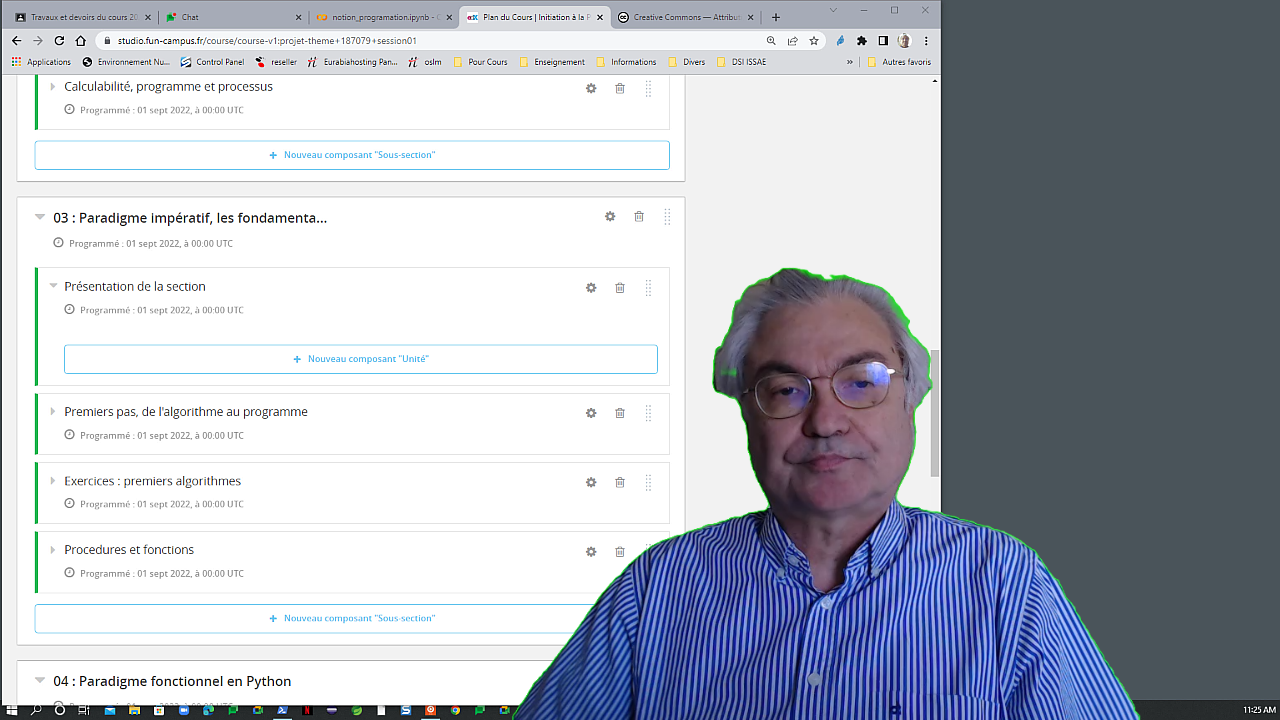 Travaux et devoirs du cours 20
Chat
notion_programation.ipynb - C
Plan du Cours | Initiation à la P
Creative Commons — Attribut
studio.fun-campus.fr/course/course-v1:projet-theme+187079+session01
Applications
Environnement Nu...
Control Panel
reseller
Eurabiahosting Pan...
oslm
Pour Cours
Enseignement
Informations
Divers
DSI ISSAE
»
Autres favoris
Calculabilité, programme et processus
Programmé : 01 sept 2022, à 00:00 UTC
+ Nouveau composant "Sous-section"
03 : Paradigme impératif, les fondamenta...
Programmé : 01 sept 2022, à 00:00 UTC
Présentation de la section
Programmé : 01 sept 2022, à 00:00 UTC
+ Nouveau composant "Unité"
Premiers pas, de l'algorithme au programme
Programmé : 01 sept 2022, à 00:00 UTC
Exercices : premiers algorithmes
Programmé : 01 sept 2022, à 00:00 UTC
Procedures et fonctions
Programmé : 01 sept 2022, à 00:00 UTC
+ Nouveau composant "Sous-section"
04 : Paradigme fonctionnel en Python
11:25 AM